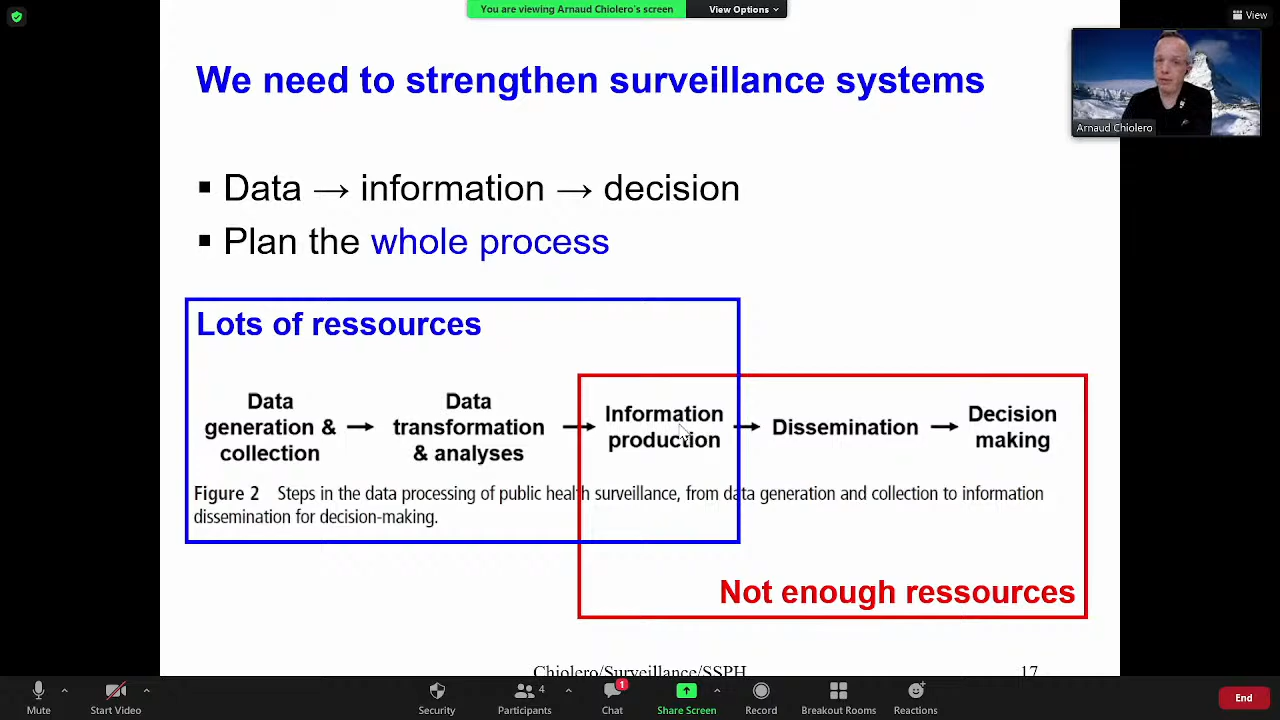 You are viewing Arnaud Chiolero's screen
View Options
View
We need to strengthen surveillance systems
Arnaud Chiolero
▪ Data → information → decision
▪ Plan the whole process
Lots of ressources
Data generation & collection → Data transformation & analyses → Information production → Dissemination → Decision making
Figure 2 Steps in the data processing of public health surveillance, from data generation and collection to information
dissemination for decision-making.
Not enough ressources
Chiolero/Surveillance/SSPH 17
Mute
Start Video
Security
4
Participants
1
Chat
Share Screen
Record
Breakout Rooms
Reactions
End